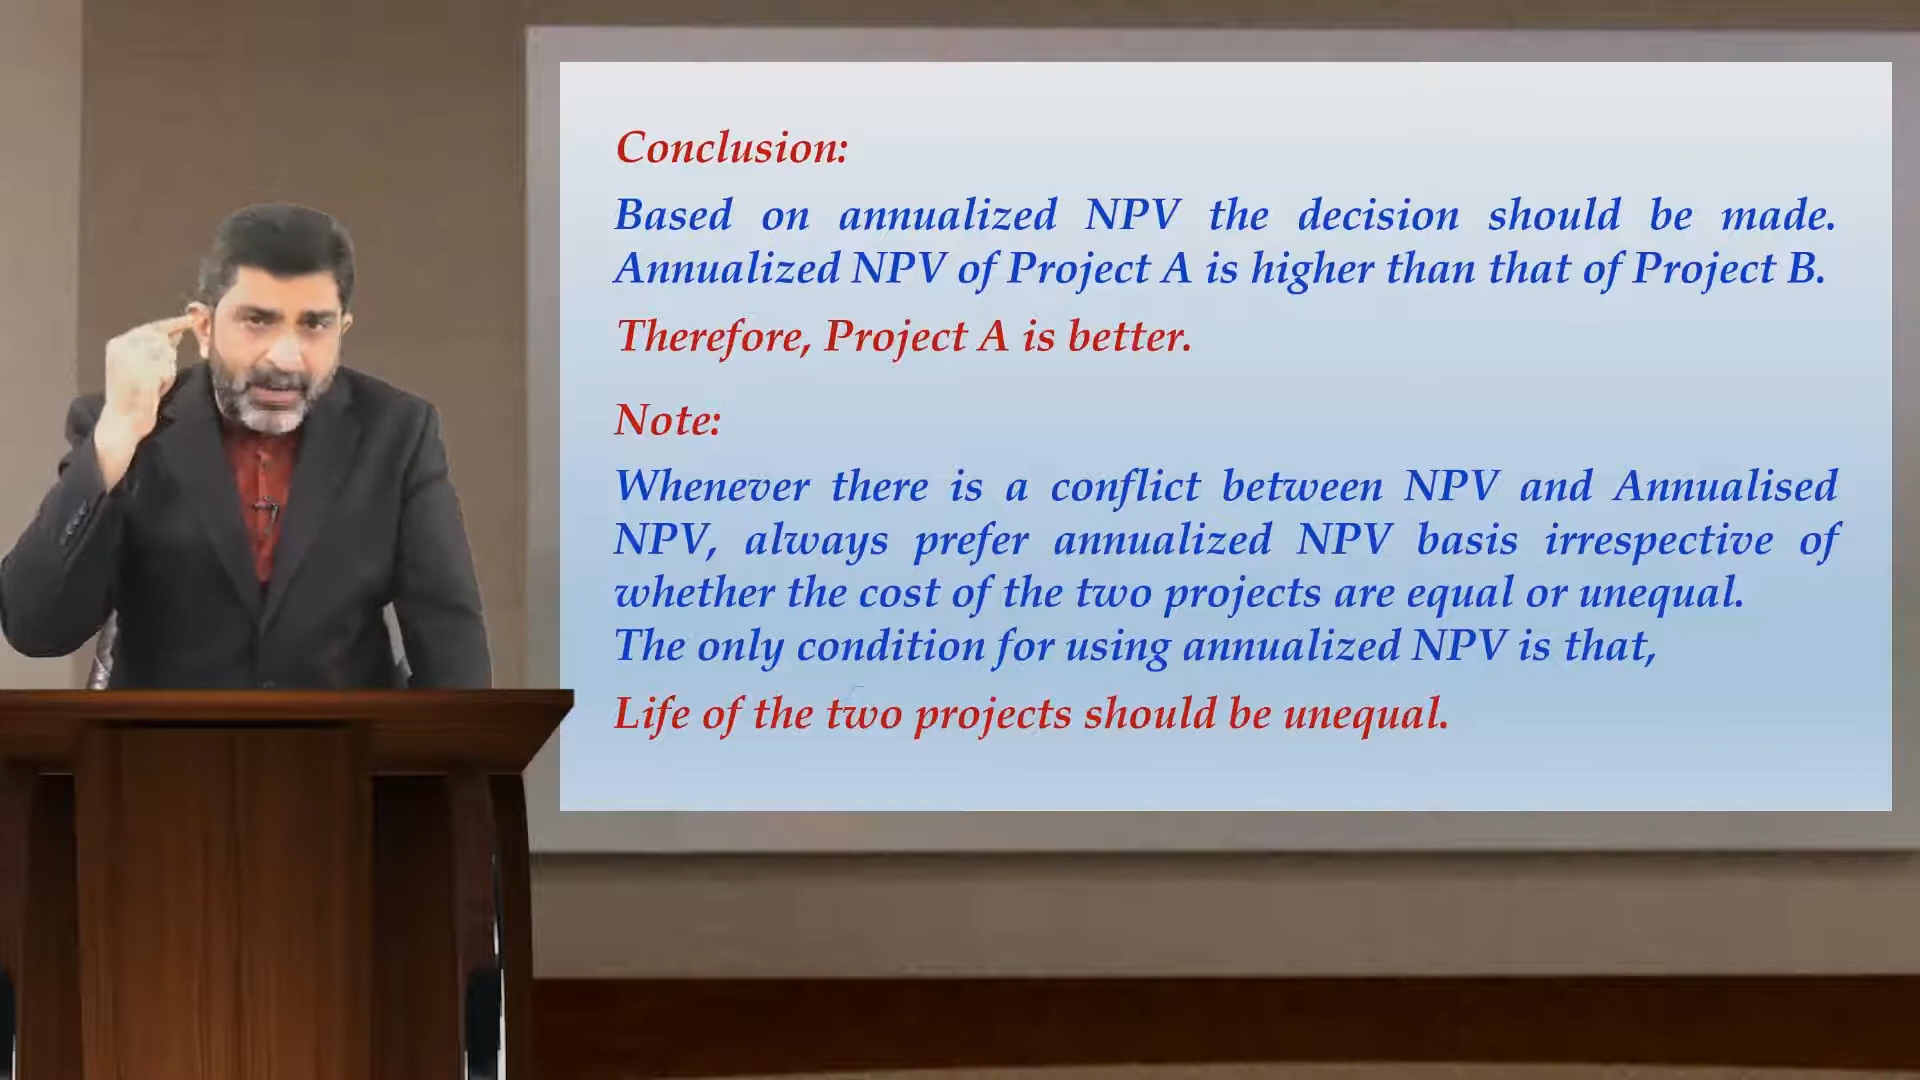 Conclusion:
Based on annualized NPV the decision should be made.
Annualized NPV of Project A is higher than that of Project B.
Therefore, Project A is better.
Note:
Whenever there is a conflict between NPV and Annualised
NPV, always prefer annualized NPV basis irrespective of
whether the cost of the two projects are equal or unequal.
The only condition for using annualized NPV is that,
Life of the two projects should be unequal.